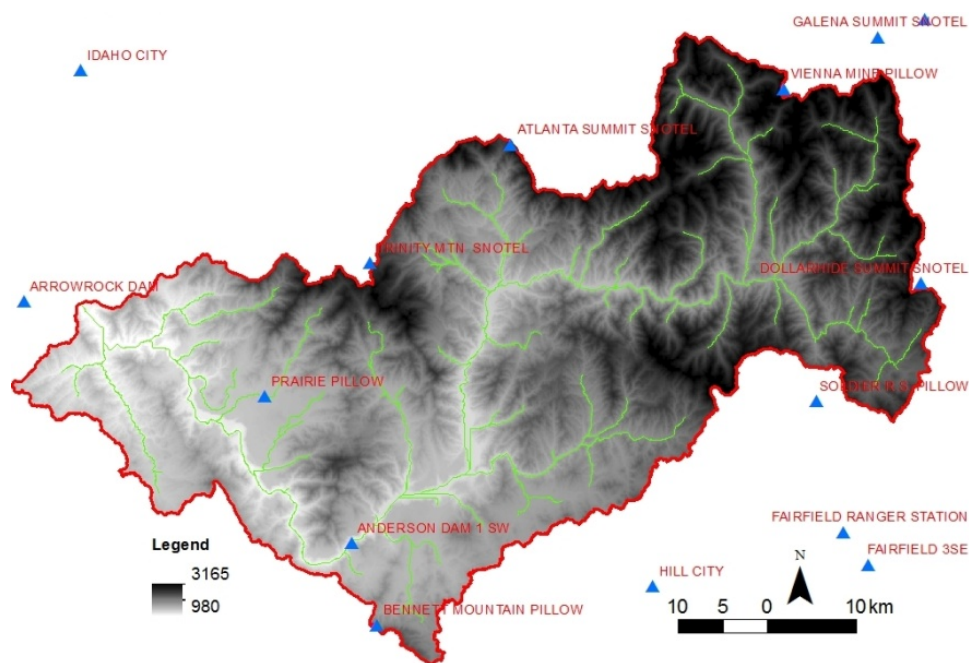 GALENA SUMMIT SNOTEL
IDAHO CITY
VIENNA MINE PILLOW
ATLANTA SUMMIT SNOTEL
TRINITY MTN. SNOTEL
DOLLARHIDE SUMMIT SNOTEL
ARROWROCK DAM
PRAIRIE PILLOW
SOLDIER R.S. PILLOW
FAIRFIELD RANGER STATION
ANDERSON DAM 1 SW
Legend
FAIRFIELD 3SE
N
3165
HILL CITY
980
BENNETT MOUNTAIN PILLOW
10 5 0 10 km